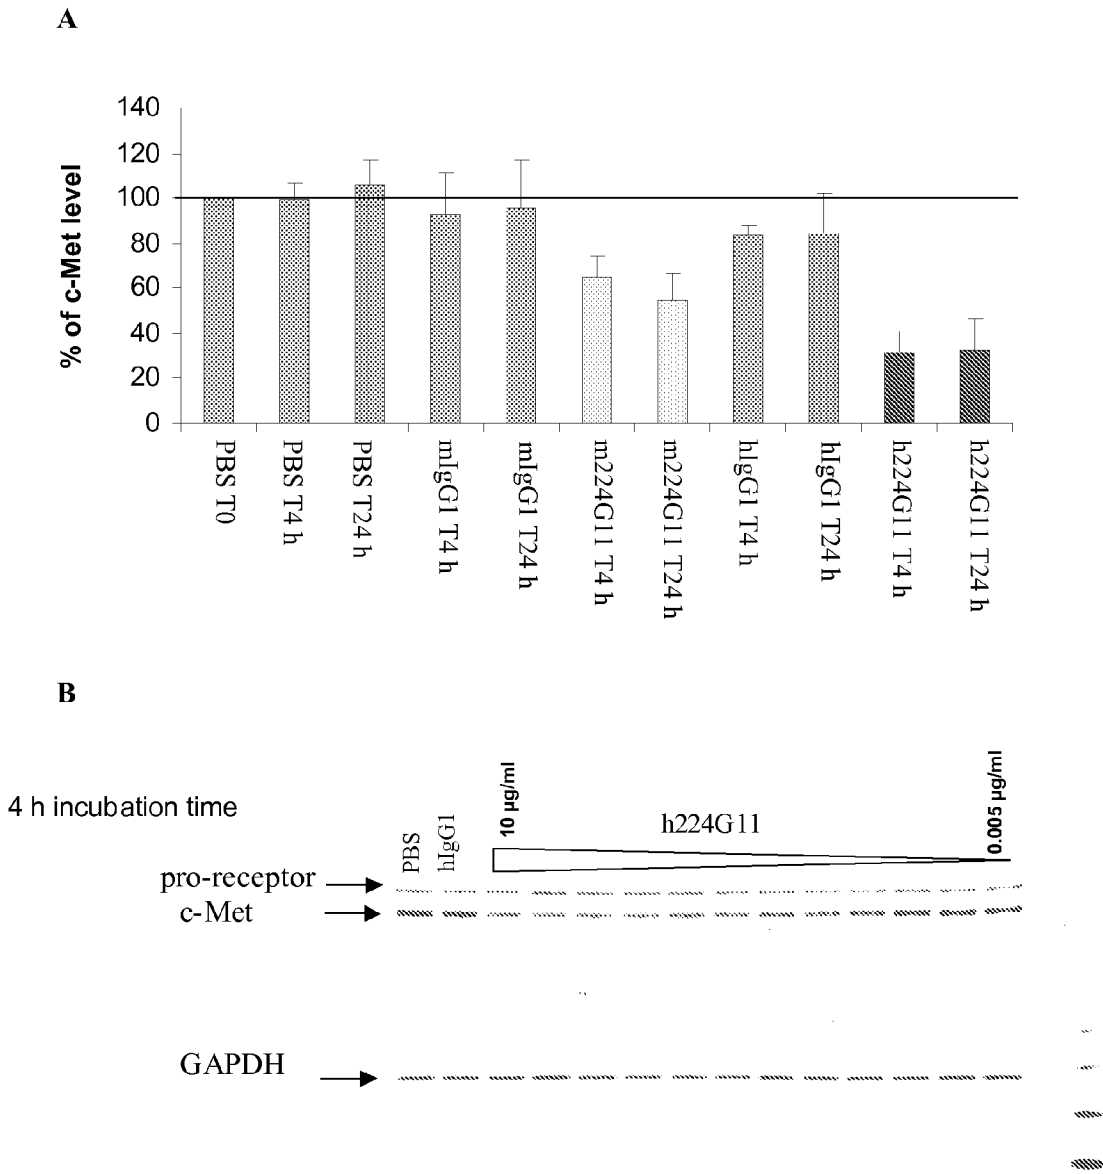 A
140
120
100
80
60
40
20
0
% of c-Met level
PBS T0
PBS T4 h
PBS T24 h
mIgG1 T4 h
mIgG1 T24 h
m224G11 T4 h
m224G11 T24 h
hIgG1 T4 h
hIgG1 T24 h
h224G11 T4 h
h224G11 T24 h
B
4 h incubation time
PBS
hIgG1
10 µg/ml
h224G11
0.005 µg/ml
pro-receptor
c-Met
GAPDH